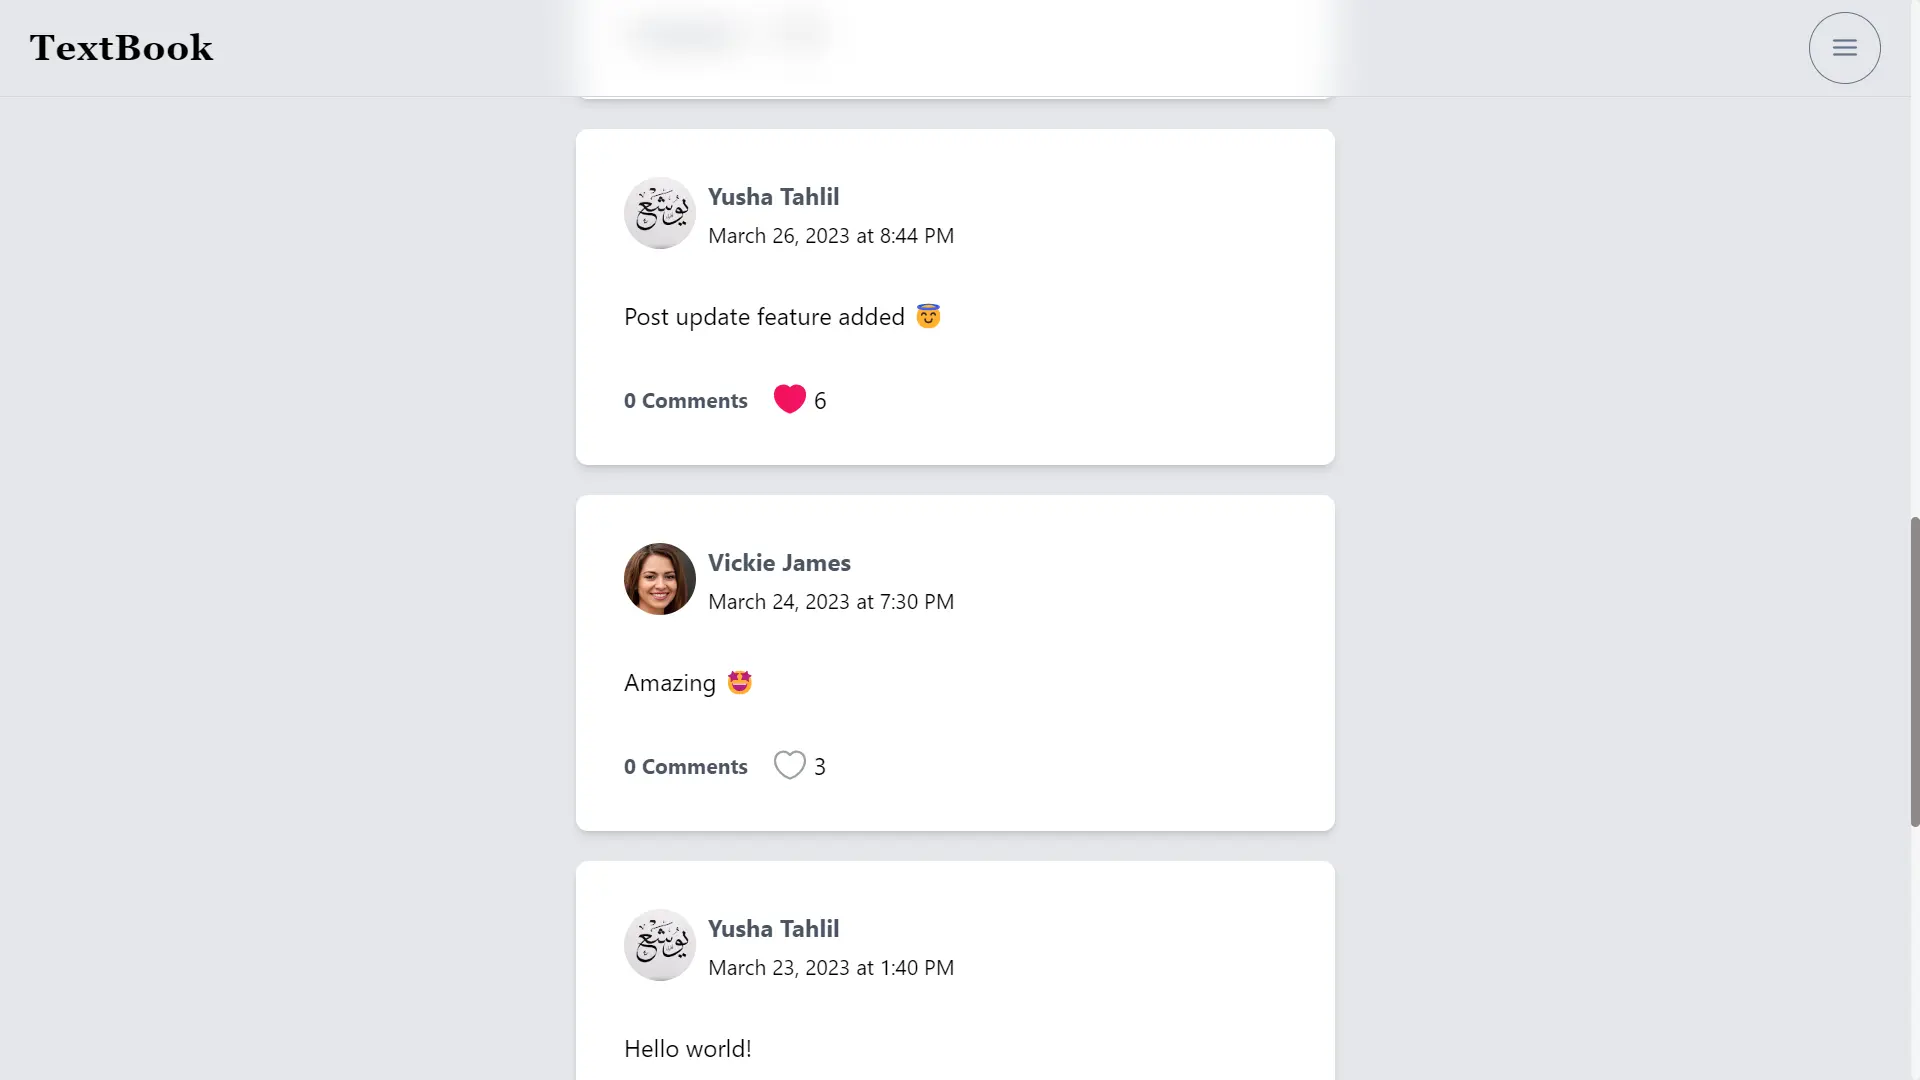 TextBook
يوشع
Yusha Tahlil
March 26, 2023 at 8:44 PM
Post update feature added 😇
0 Comments 6
Vickie James
March 24, 2023 at 7:30 PM
Amazing 🤩
0 Comments 3
يوشع
Yusha Tahlil
March 23, 2023 at 1:40 PM
Hello world!